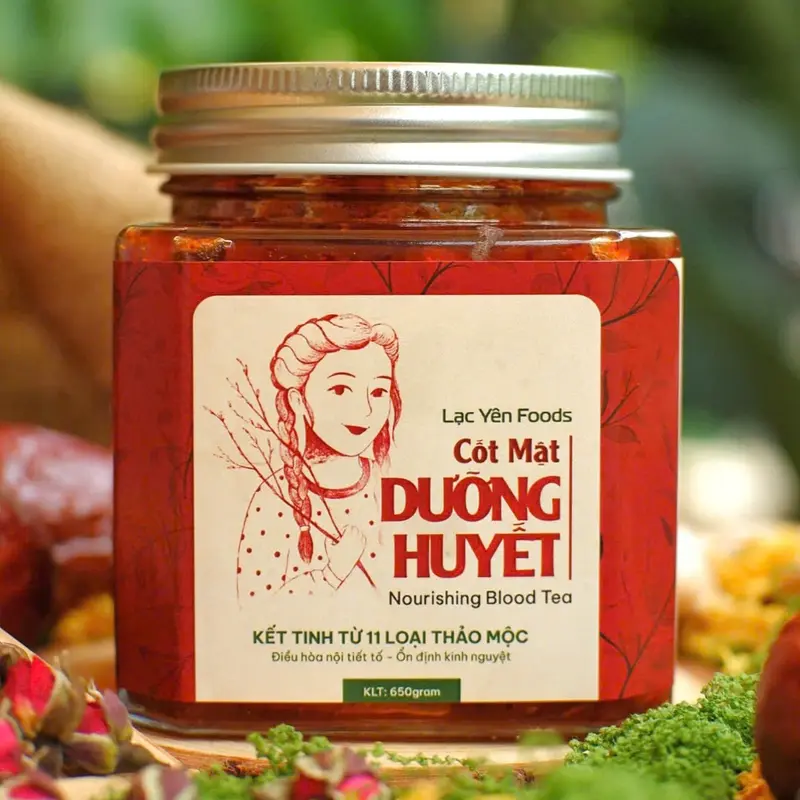 Lạc Yên Foods
Cốt Mật
DƯỠNG
HUYẾT
Nourishing Blood Tea
KẾT TINH TỪ 11 LOẠI THẢO MỘC
Điều hòa nội tiết tố - Ổn định kinh nguyệt
KLT: 650gram